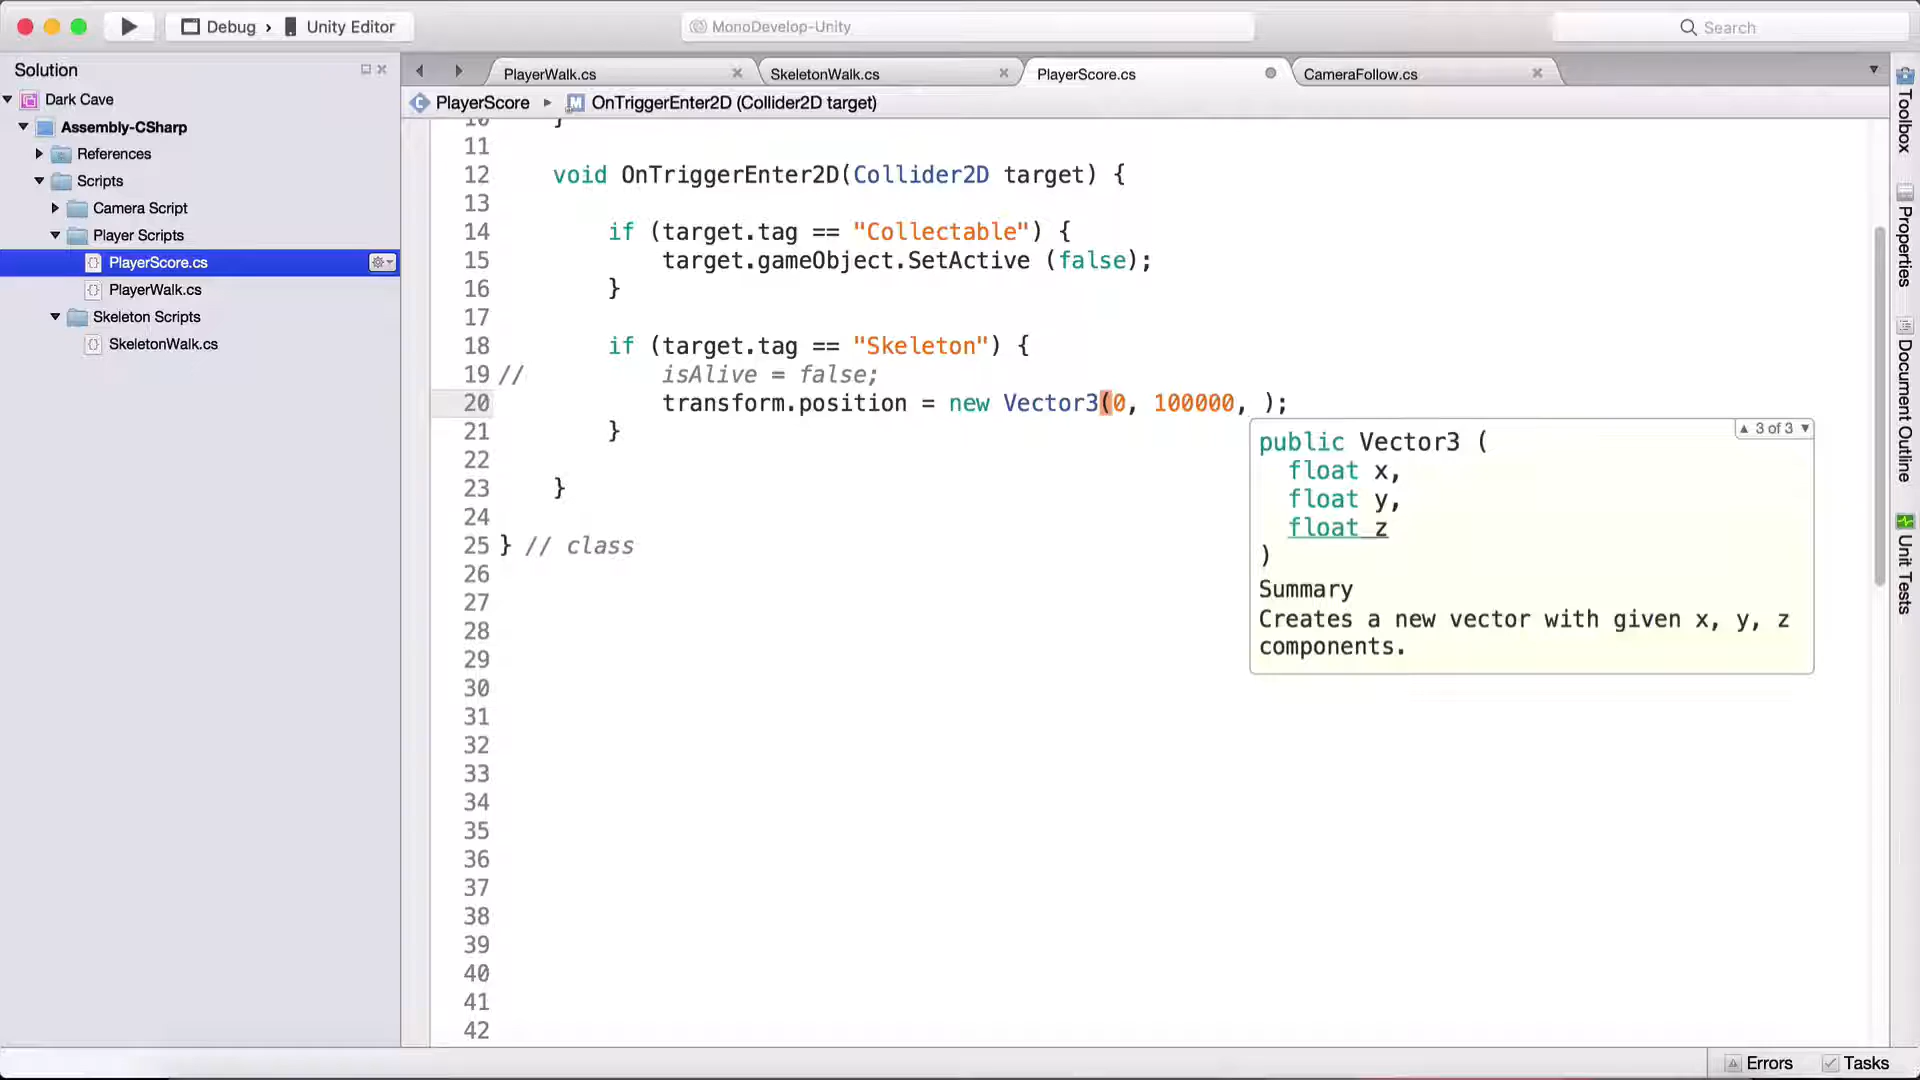 Debug › Unity Editor
MonoDevelop-Unity
Search
Solution
Dark Cave
Assembly-CSharp
References
Scripts
Camera Script
Player Scripts
PlayerScore.cs
PlayerWalk.cs
Skeleton Scripts
SkeletonWalk.cs
PlayerWalk.cs
SkeletonWalk.cs
PlayerScore.cs
CameraFollow.cs
PlayerScore ▸ M OnTriggerEnter2D (Collider2D target)
10 }
11
12 void OnTriggerEnter2D(Collider2D target) {
13
14 if (target.tag == "Collectable") {
15 target.gameObject.SetActive (false);
16 }
17
18 if (target.tag == "Skeleton") {
19 // isAlive = false;
20 transform.position = new Vector3(0, 100000, );
21 }
22
23 }
24
25 } // class
26
27
28
29
30
31
32
33
34
35
36
37
38
39
40
41
42
▲ 3 of 3 ▼
public Vector3 (
float x,
float y,
float z
)
Summary
Creates a new vector with given x, y, z
components.
Toolbox
Properties
Document Outline
Unit Tests
Errors
Tasks